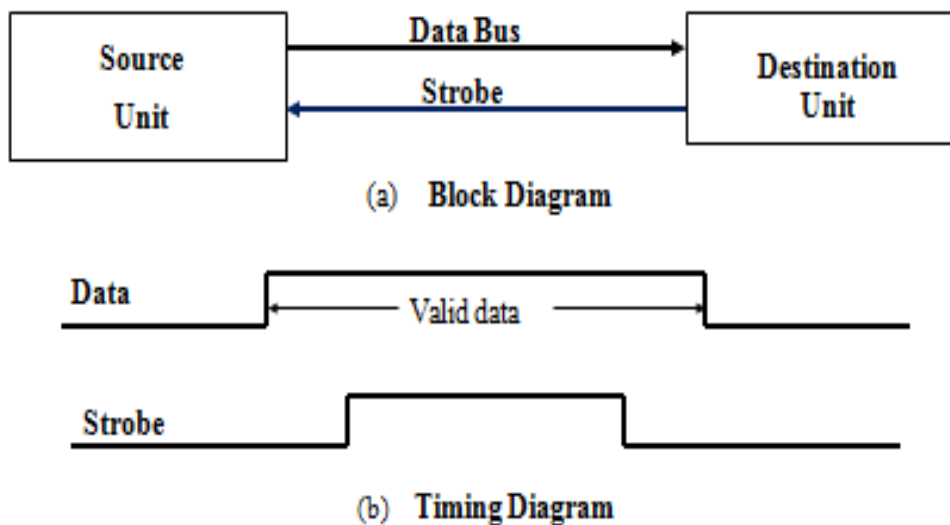 Source
Unit
Data Bus
Strobe
Destination
Unit
(a) Block Diagram
Data
Valid data
Strobe
(b) Timing Diagram